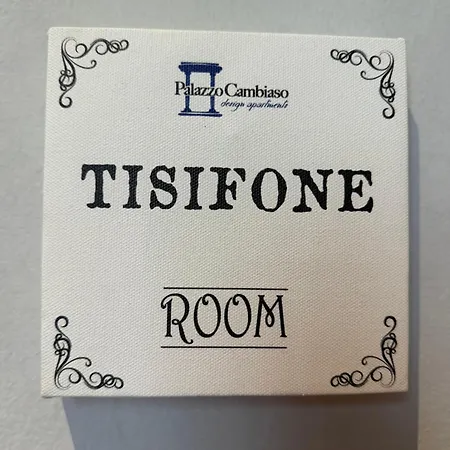 Palazzo Cambiaso
design apartments
TISIFONE
ROOM